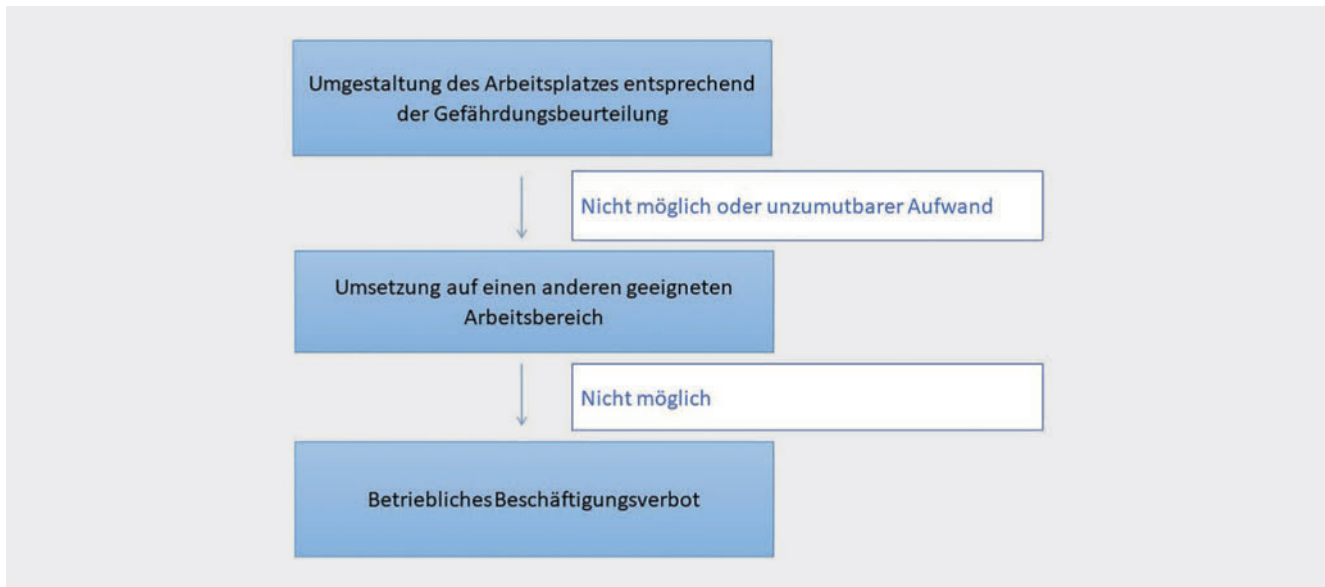 Umgestaltung des Arbeitsplatzes entsprechend
der Gefährdungsbeurteilung
Nicht möglich oder unzumutbarer Aufwand
Umsetzung auf einen anderen geeigneten
Arbeitsbereich
Nicht möglich
Betriebliches Beschäftigungsverbot